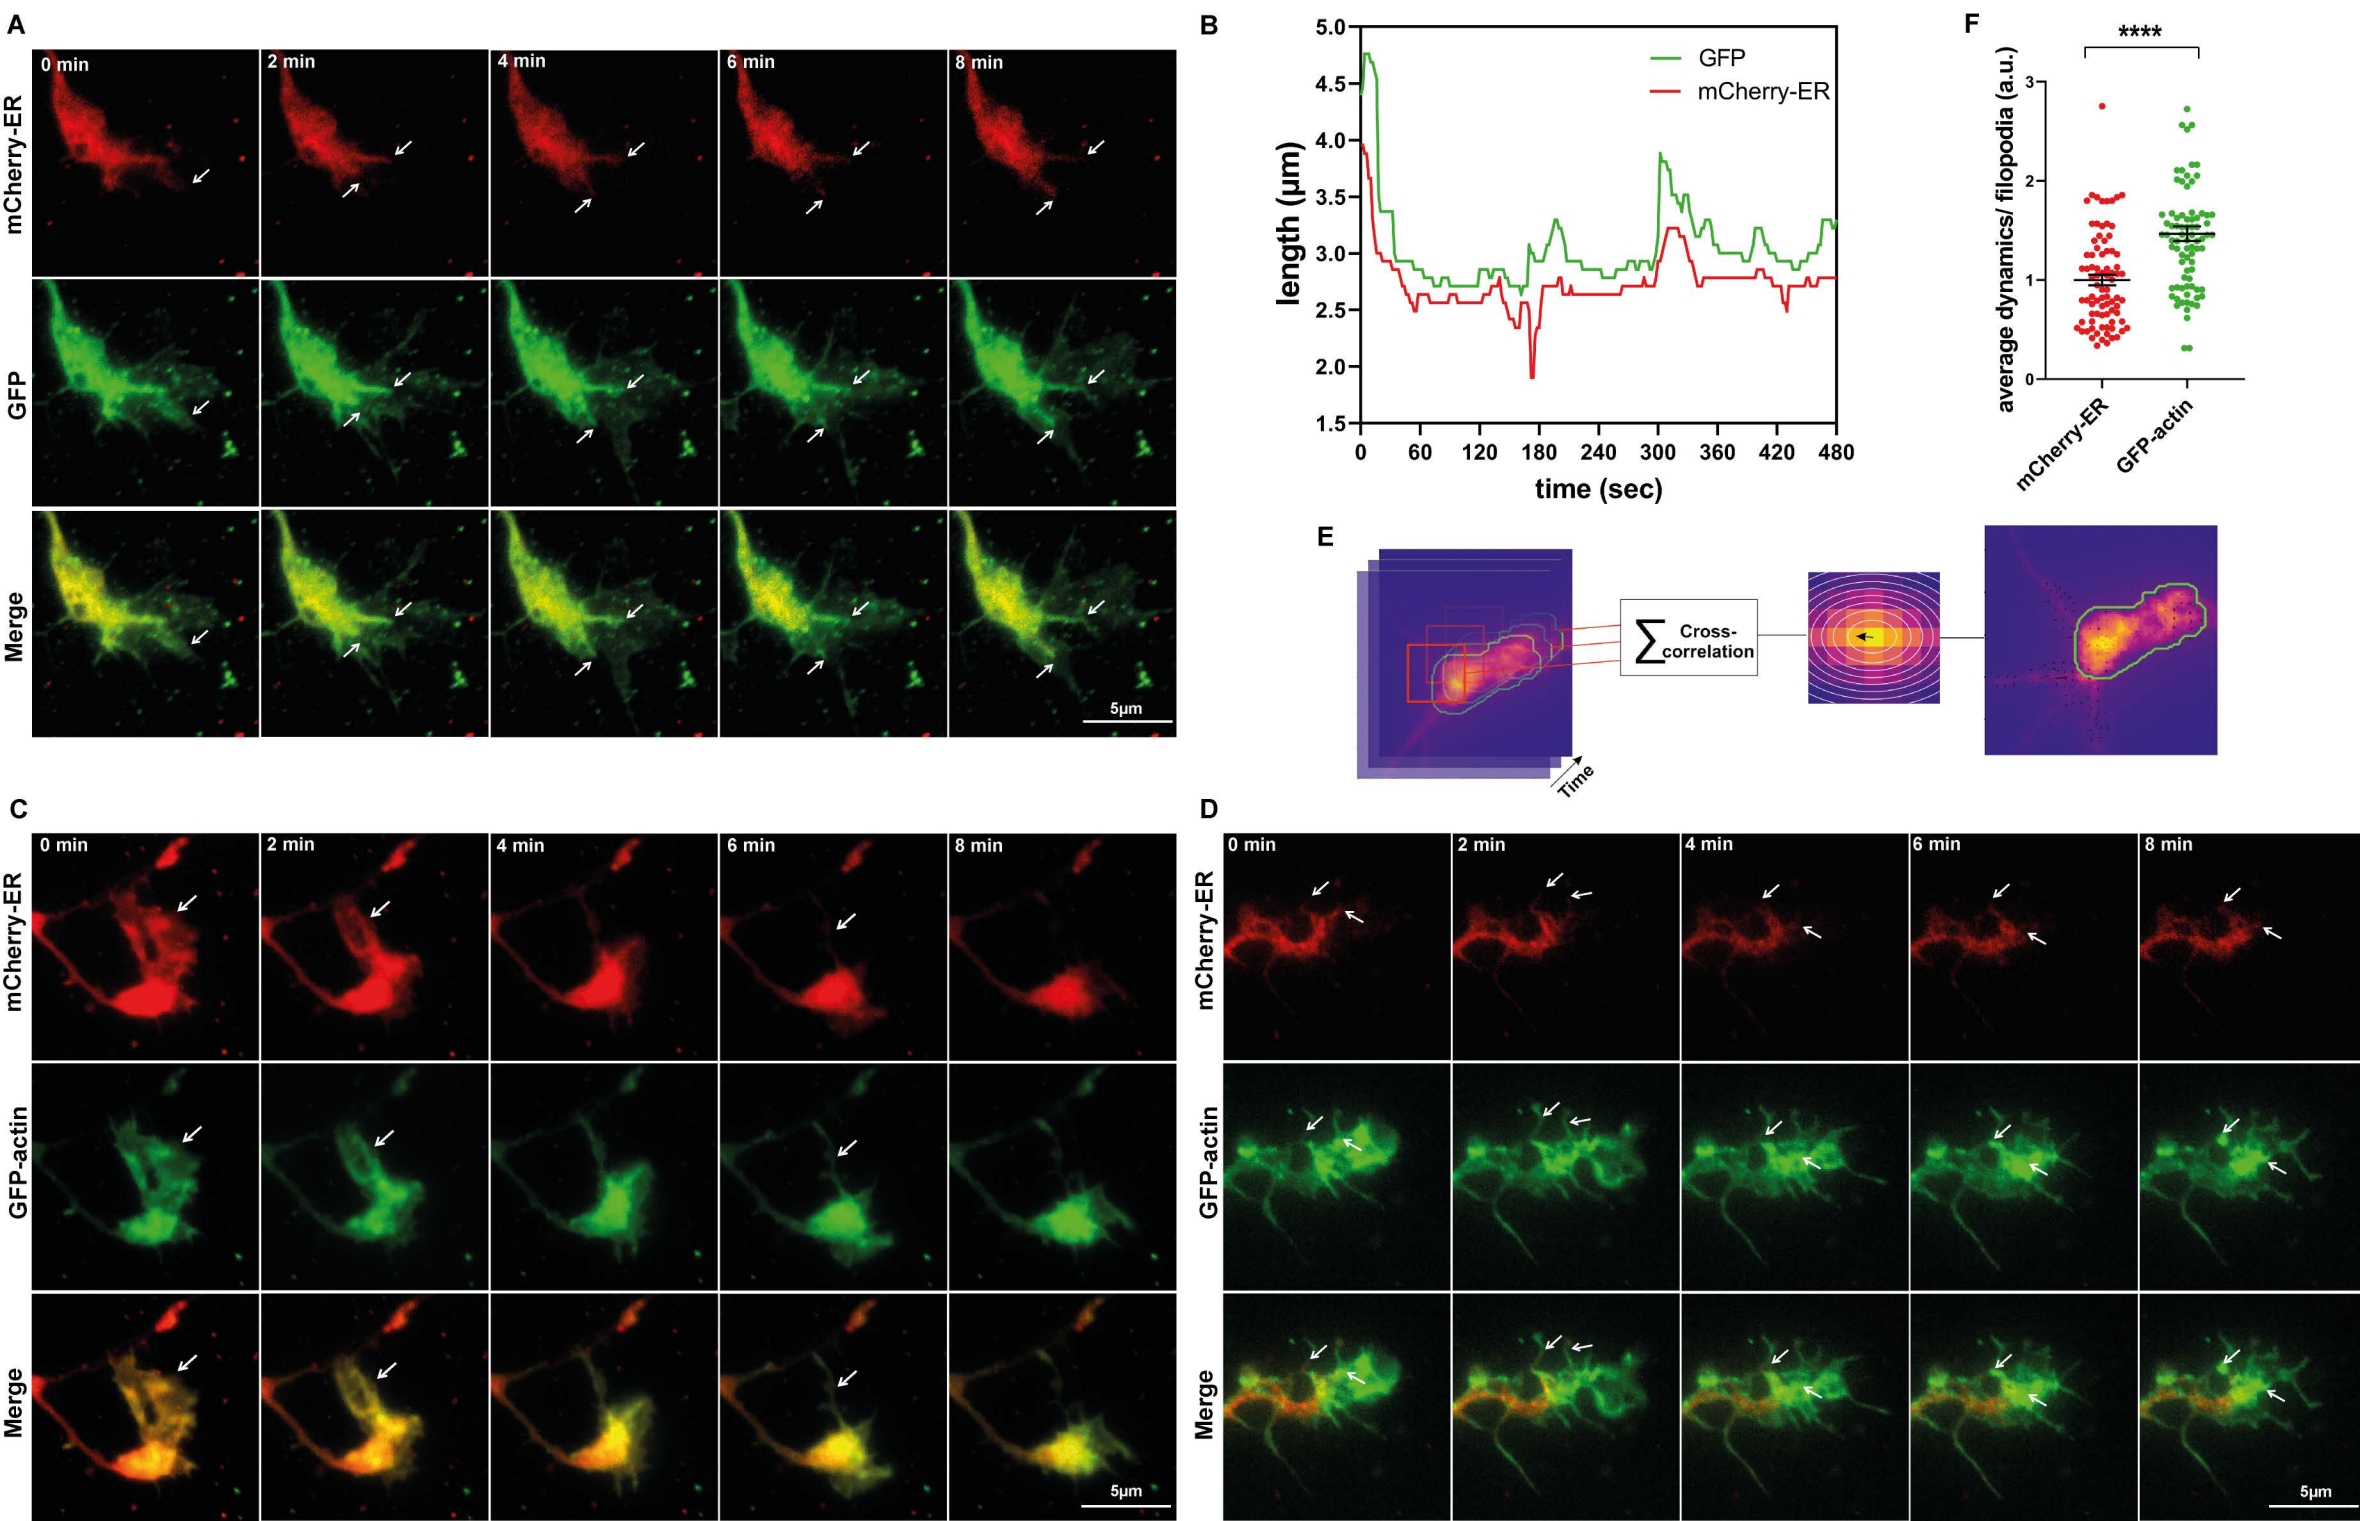 A
0 min
2 min
4 min
6 min
8 min
mCherry-ER
GFP
Merge
5µm
B
5.0
4.5
4.0
3.5
3.0
2.5
2.0
1.5
length (µm)
GFP
mCherry-ER
0 60 120 180 240 300 360 420 480
time (sec)
F
****
average dynamics/ filopodia (a.u.)
3
2
1
0
mCherry-ER
GFP-actin
E
Time
∑ Cross-
correlation
C
0 min
2 min
4 min
6 min
8 min
mCherry-ER
GFP-actin
Merge
5µm
D
0 min
2 min
4 min
6 min
8 min
mCherry-ER
GFP-actin
Merge
5µm